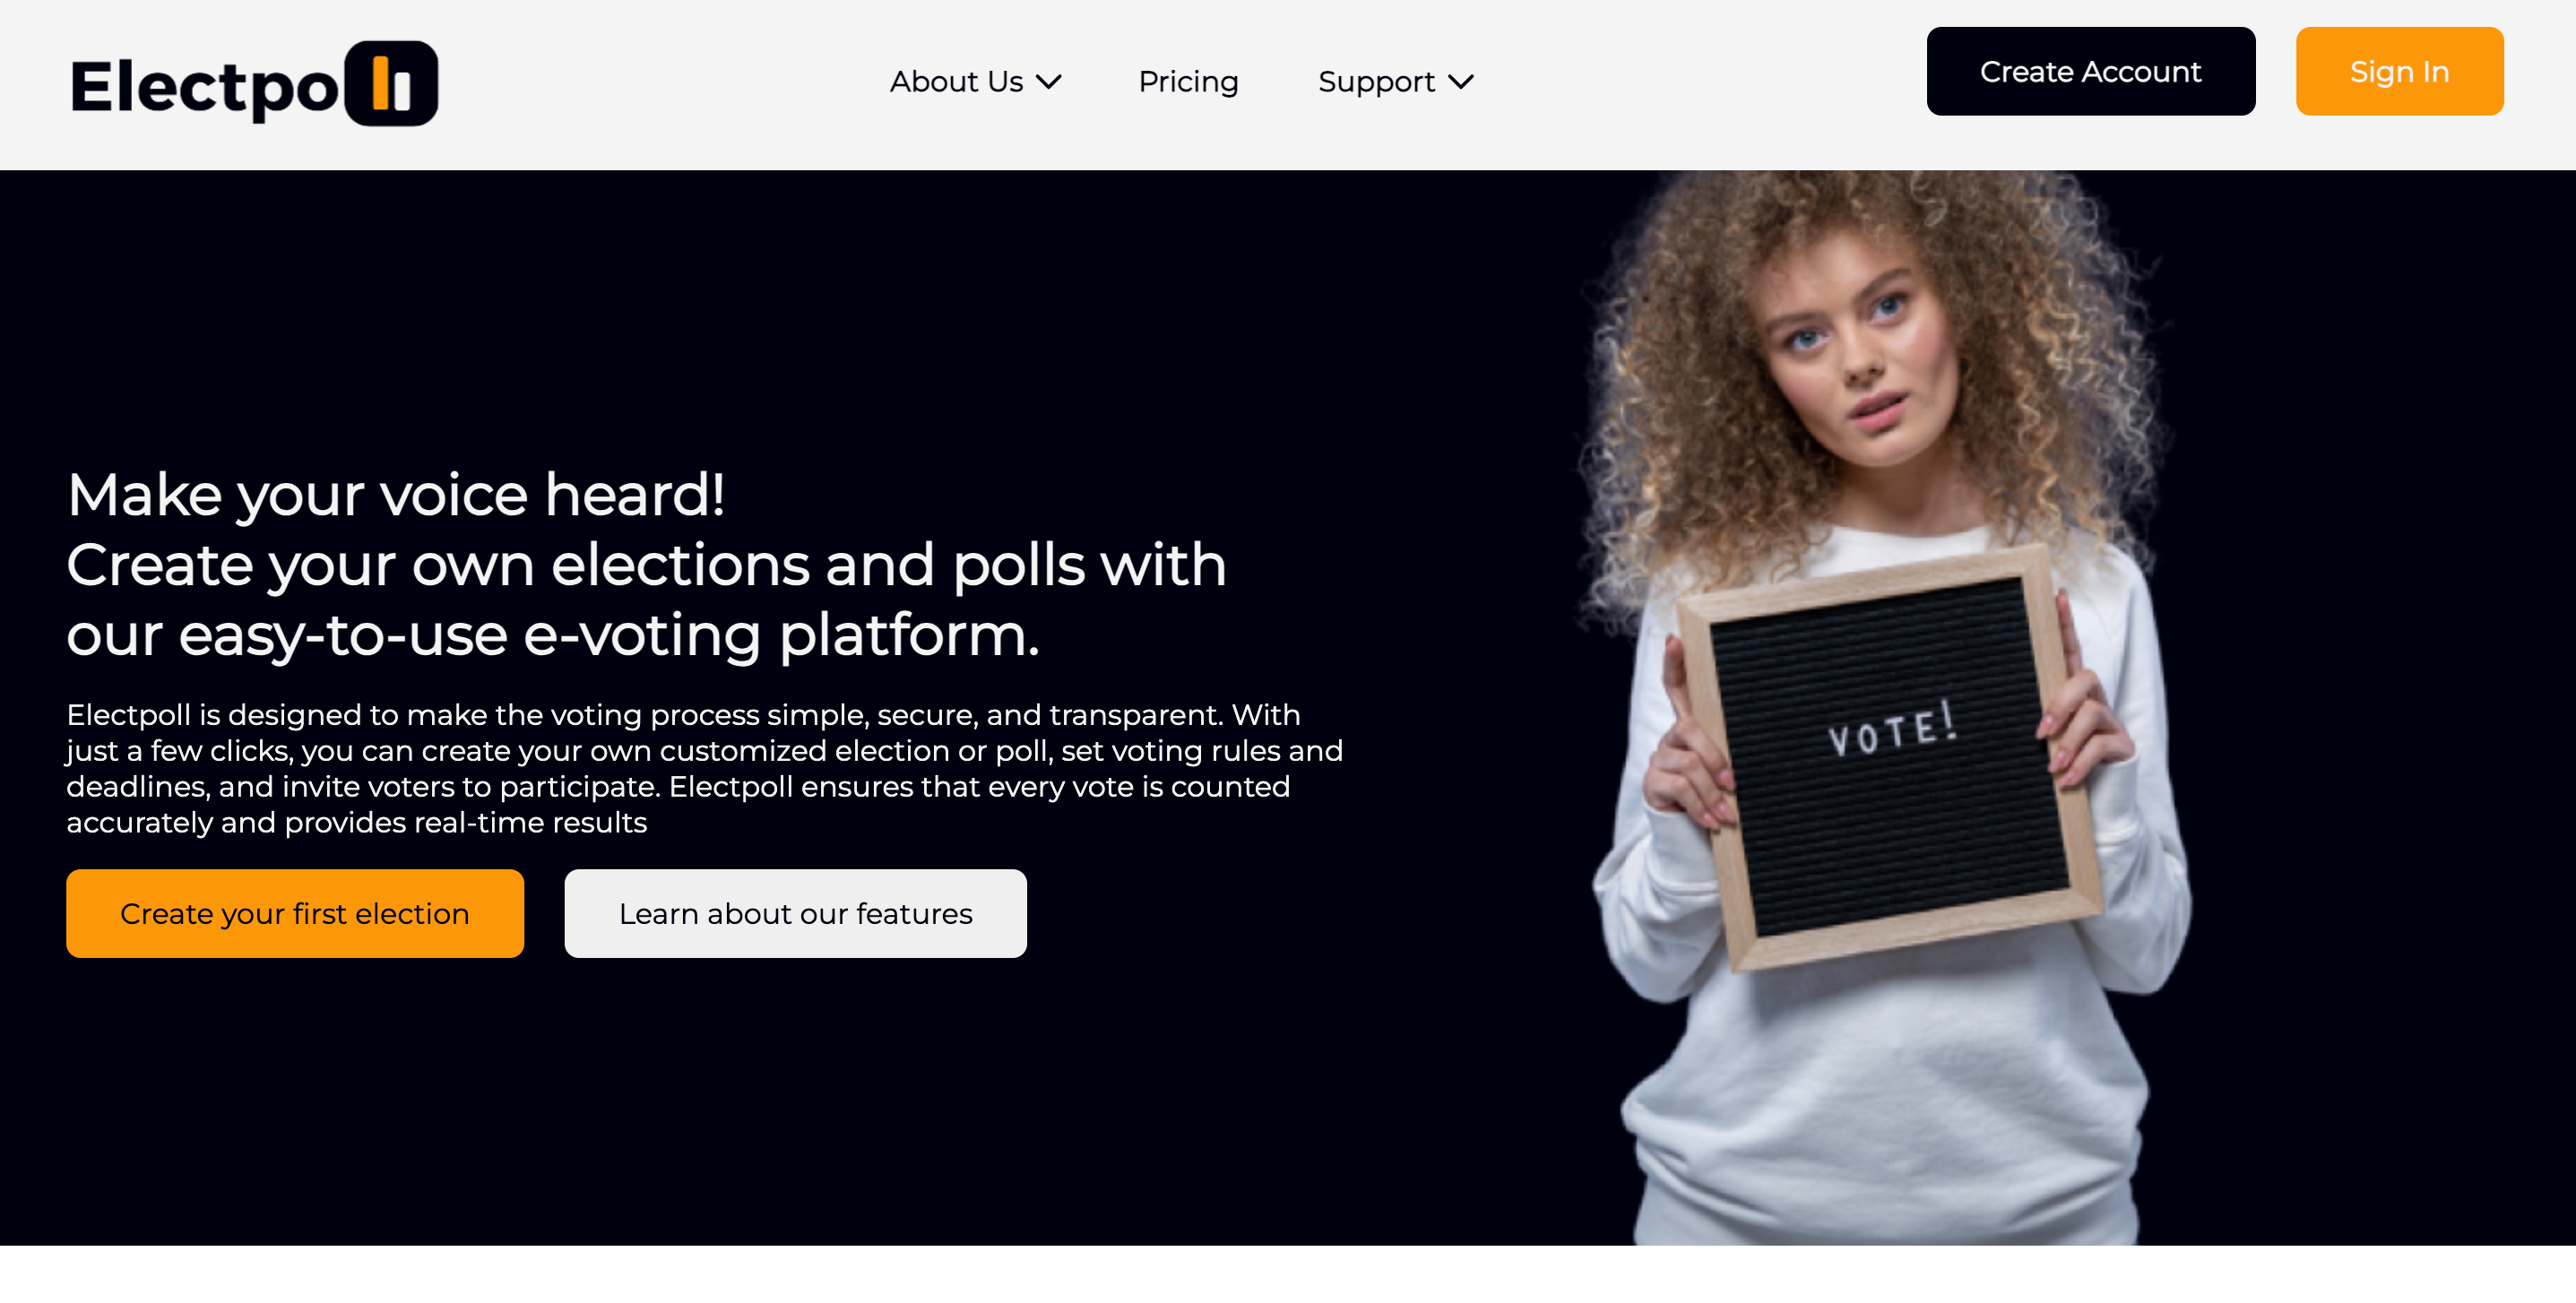 Electpoll
About Us
Pricing
Support
Create Account
Sign In
Make your voice heard!
Create your own elections and polls with
our easy-to-use e-voting platform.
Electpoll is designed to make the voting process simple, secure, and transparent. With
just a few clicks, you can create your own customized election or poll, set voting rules and
deadlines, and invite voters to participate. Electpoll ensures that every vote is counted
accurately and provides real-time results
Create your first election
Learn about our features
VOTE!